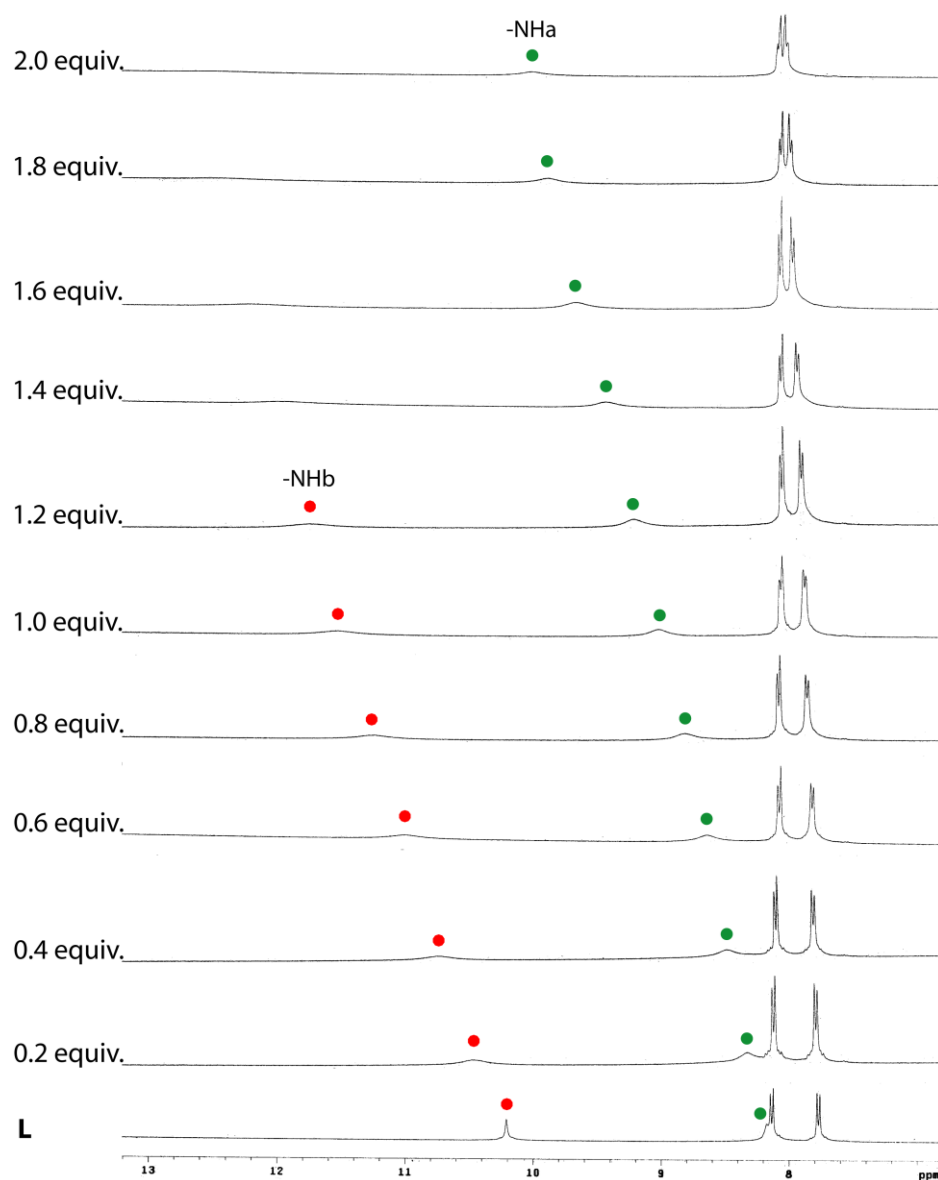 -NHa
2.0 equiv.
1.8 equiv.
1.6 equiv.
1.4 equiv.
-NHb
1.2 equiv.
1.0 equiv.
0.8 equiv.
0.6 equiv.
0.4 equiv.
0.2 equiv.
L
13 12 11 10 9 8 ppm